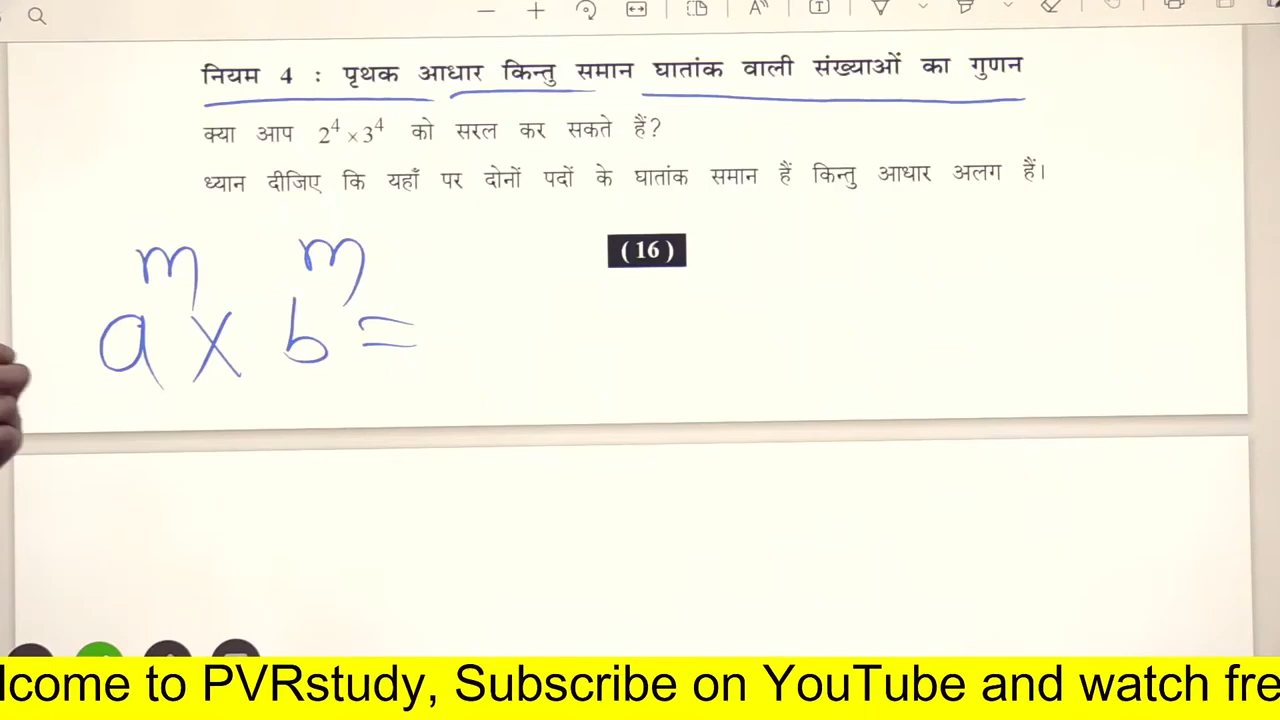 नियम 4 : पृथक आधार किन्तु समान घातांक वाली संख्याओं का गुणन
क्या आप 2⁴ × 3⁴ को सरल कर सकते हैं?
ध्यान दीजिए कि यहाँ पर दोनों पदों के घातांक समान हैं किन्तु आधार अलग हैं।
(16)
aᵐ × bᵐ =
lcome to PVRstudy, Subscribe on YouTube and watch fre